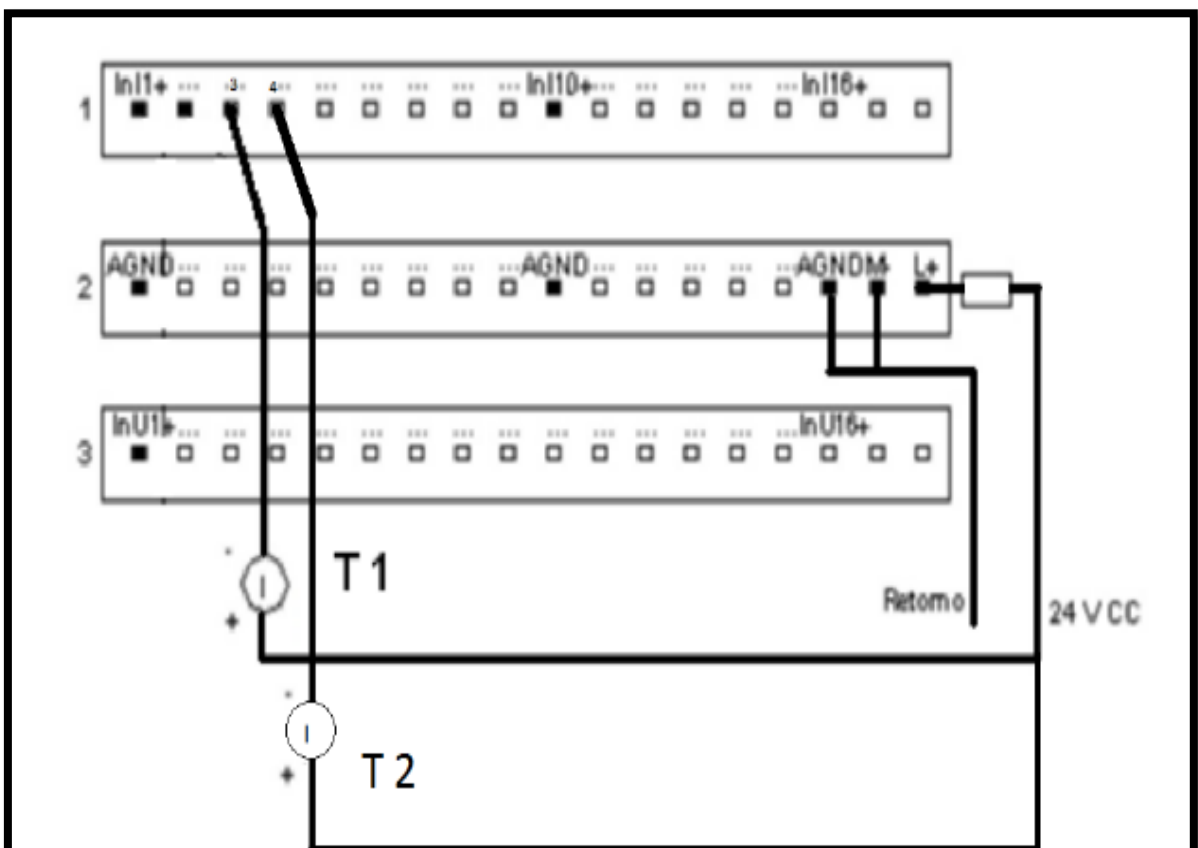 InI1+ ... 3 4 ... ... ... ... InI10+ ... ... ... ... InI16+
1
AGND ... ... ... ... ... ... ... ... AGND ... ... ... ... AGND M- L+
2
InU1+ ... ... ... ... ... ... ... ... ... ... ... ... ... InU16+
3
-
I
T 1
+
Retorno
24 V CC
-
I
T 2
+